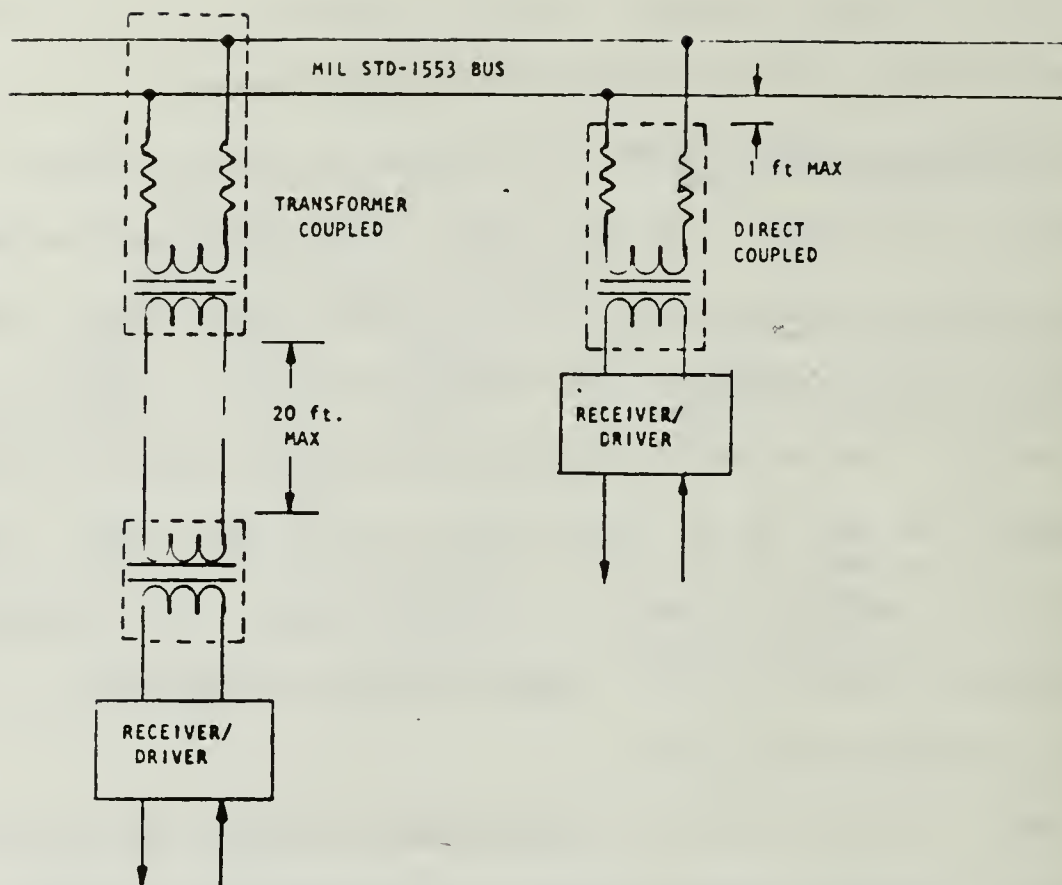 MIL STD-1553 BUS
TRANSFORMER
COUPLED
1 ft MAX
DIRECT
COUPLED
20 ft.
MAX
RECEIVER/
DRIVER
RECEIVER/
DRIVER